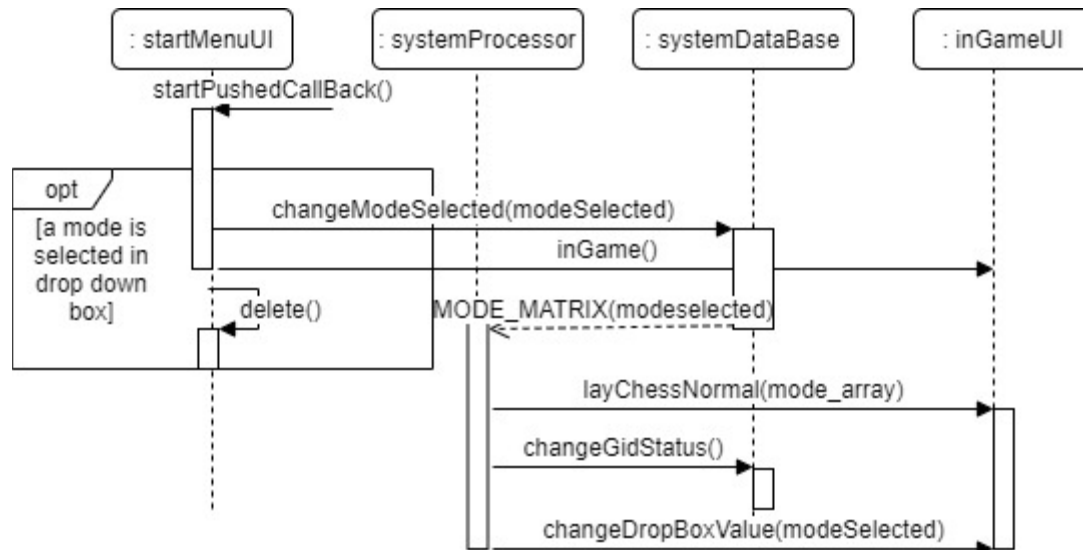 : startMenuUI
: systemProcessor
: systemDataBase
: inGameUI
startPushedCallBack()
opt
[a mode is
selected in
drop down
box]
changeModeSelected(modeSelected)
inGame()
delete()
MODE_MATRIX(modeselected)
layChessNormal(mode_array)
changeGidStatus()
changeDropBoxValue(modeSelected)